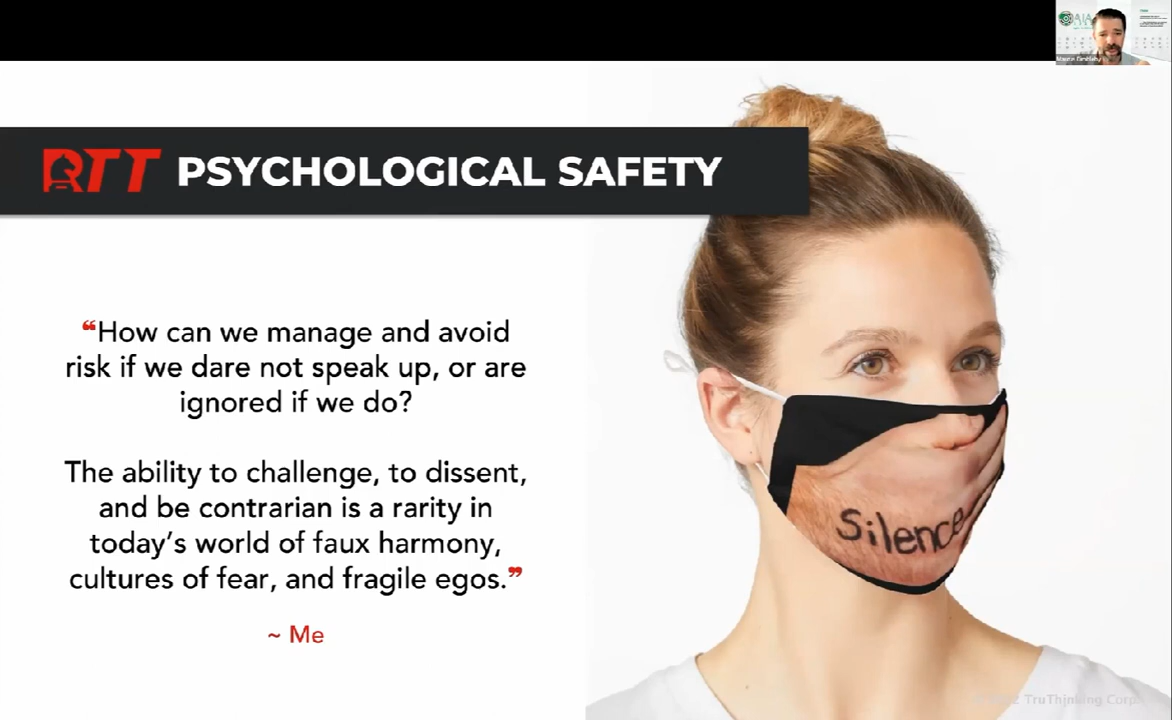 AIA
RTT PSYCHOLOGICAL SAFETY
❝How can we manage and avoid
risk if we dare not speak up, or are
ignored if we do?
The ability to challenge, to dissent,
and be contrarian is a rarity in
today's world of faux harmony,
cultures of fear, and fragile egos.❞
~ Me
Silence
TruThinking Corp